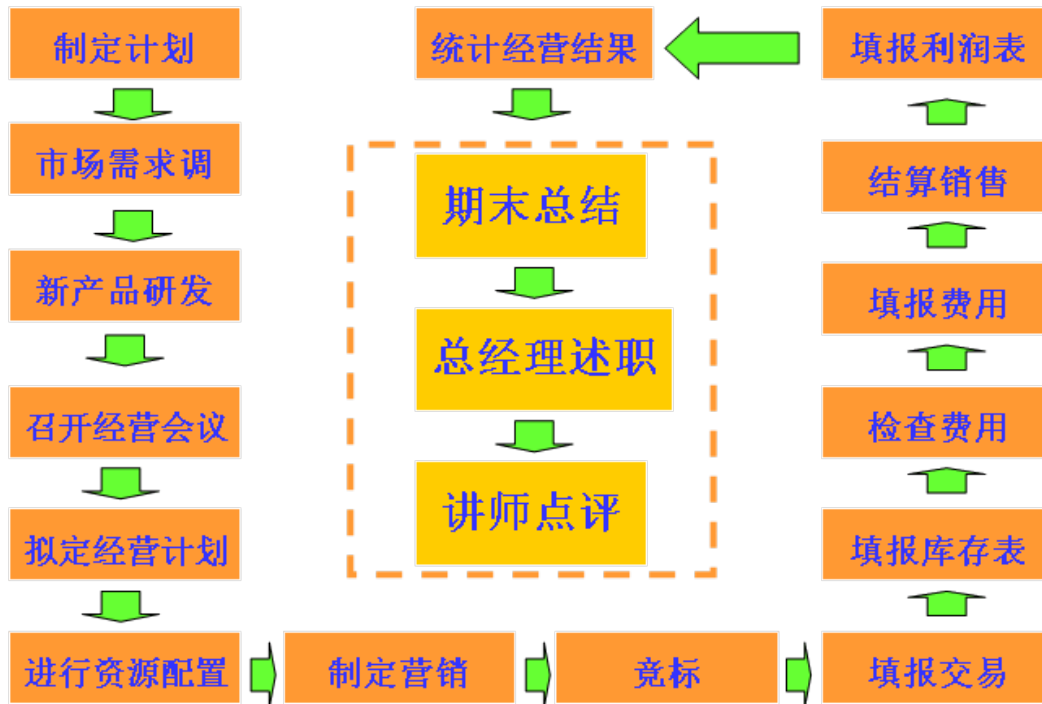 制定计划
市场需求调
新产品研发
召开经营会议
拟定经营计划
进行资源配置
制定营销
竞标
填报交易
填报库存表
检查费用
填报费用
结算销售
填报利润表
统计经营结果
期末总结
总经理述职
讲师点评